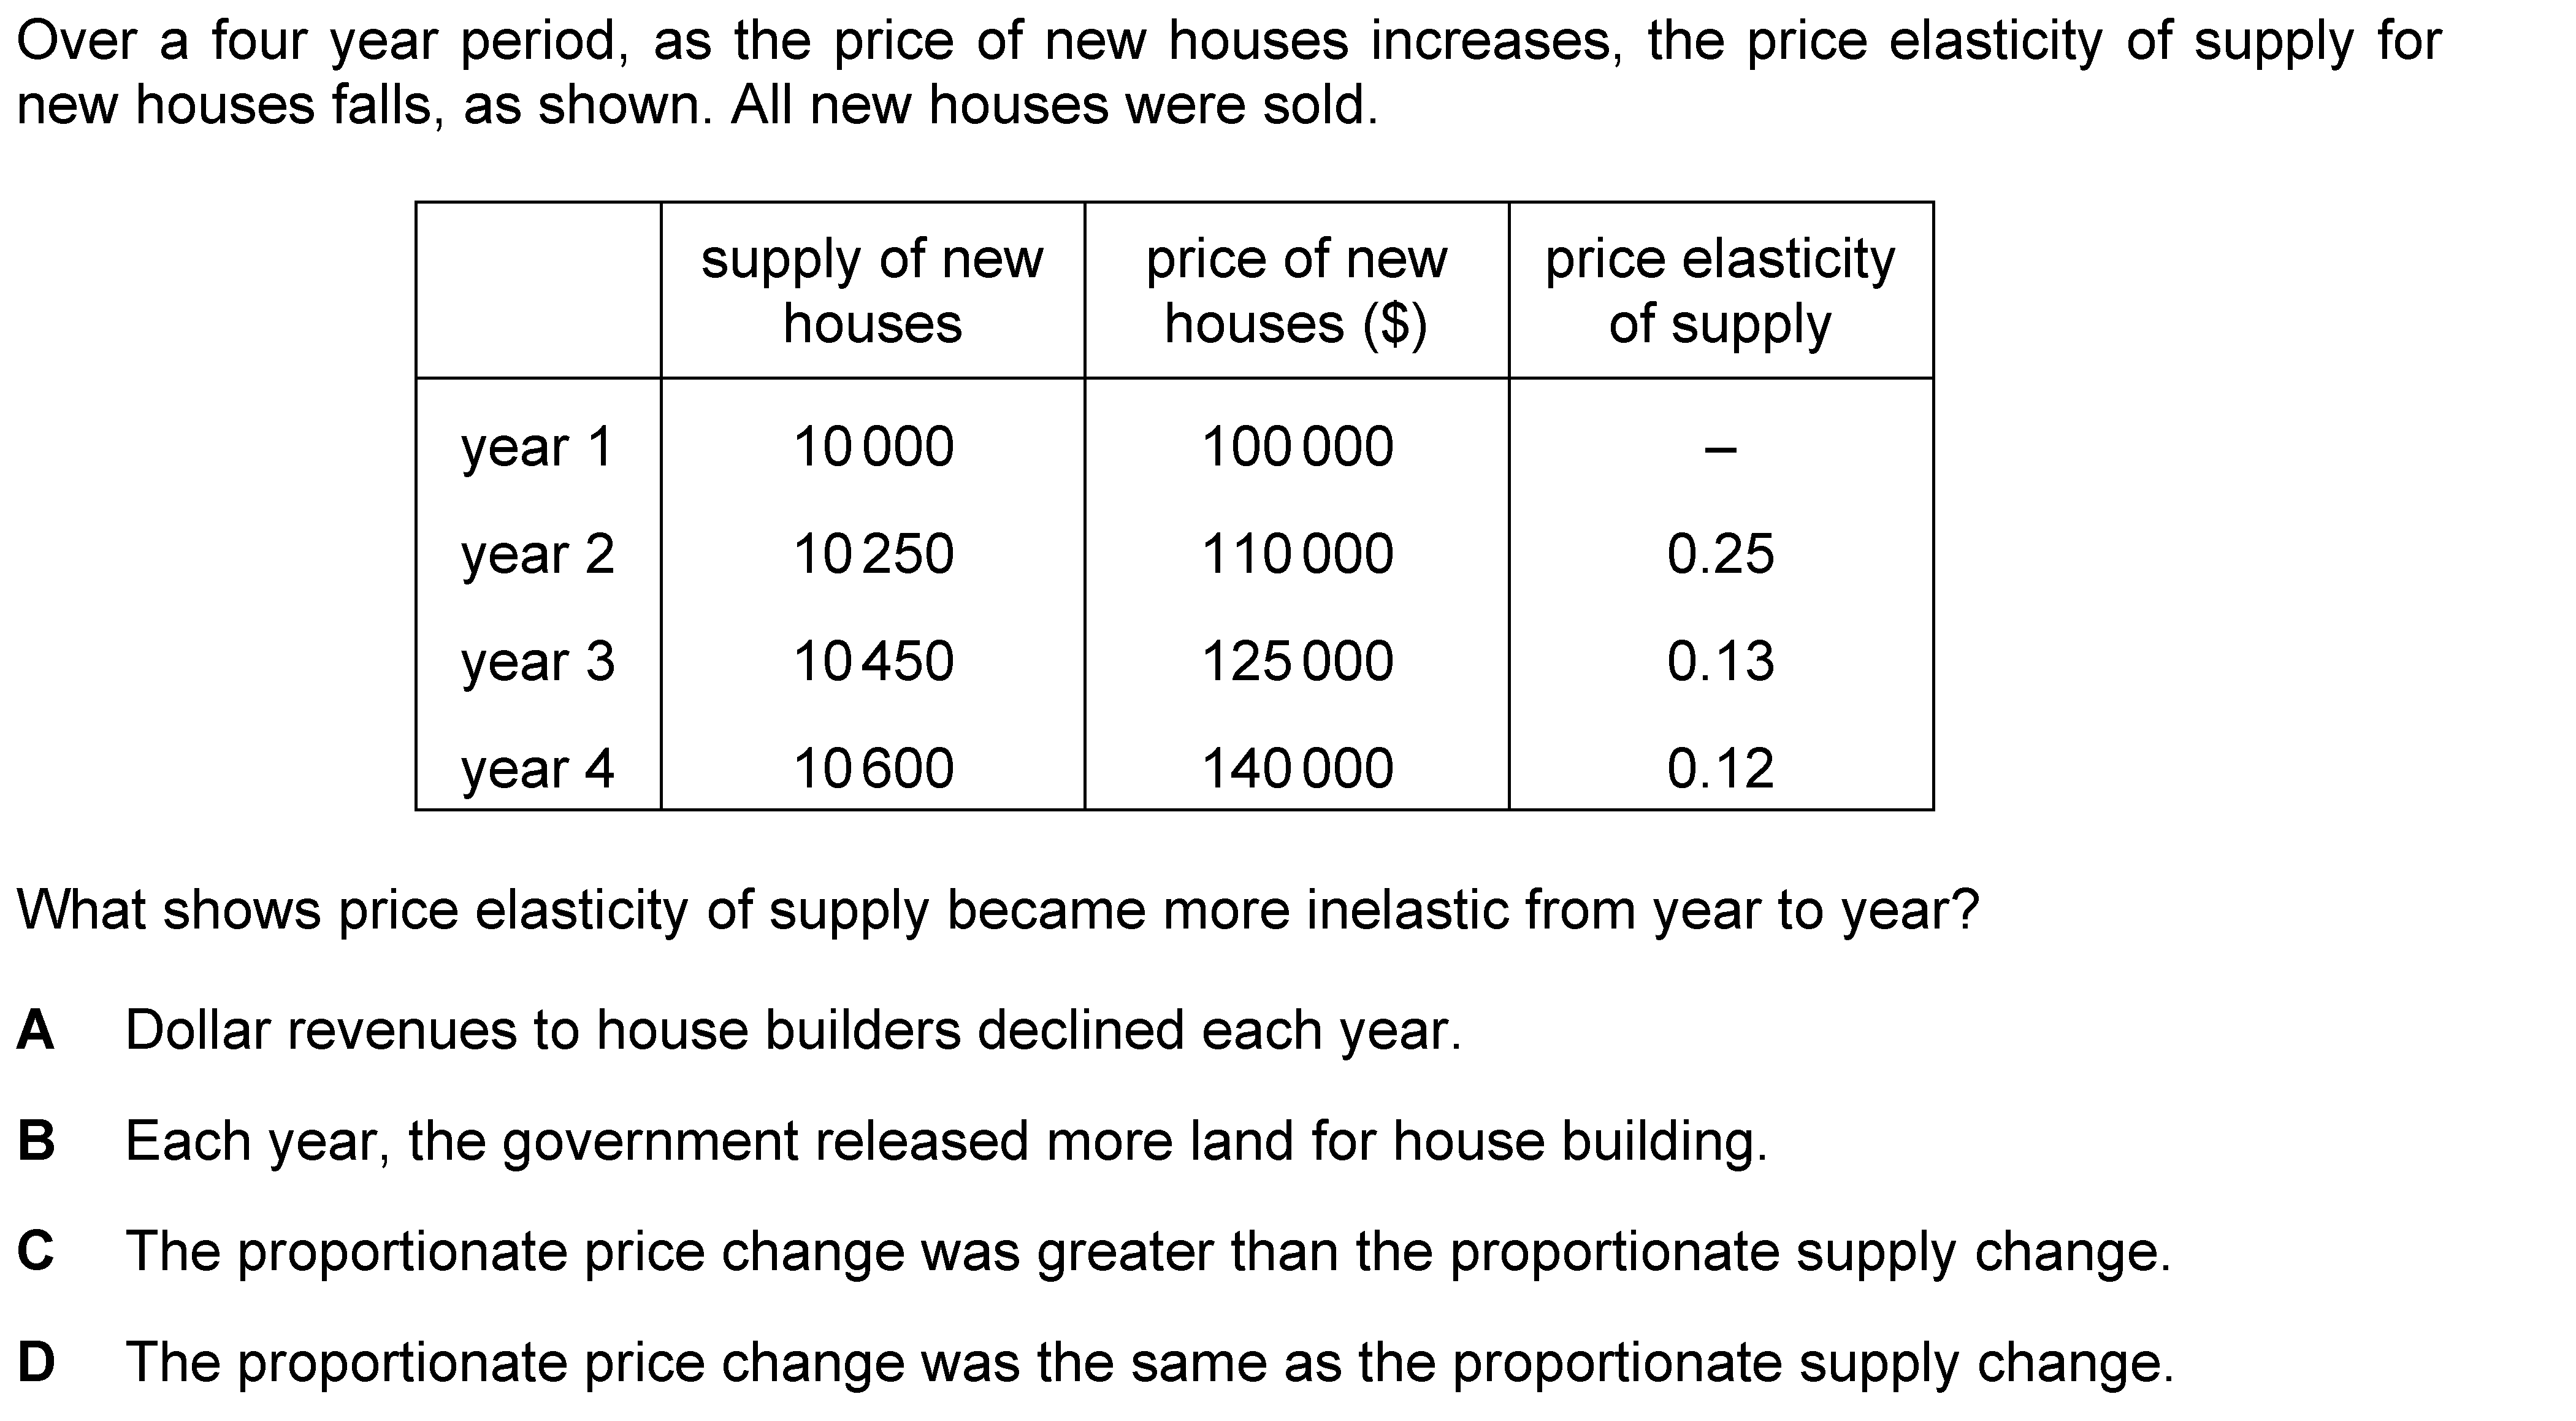 Over a four year period, as the price of new houses increases, the price elasticity of supply for
new houses falls, as shown. All new houses were sold.
supply of new houses price of new houses ($) price elasticity of supply
year 1 10 000 100 000 –
year 2 10 250 110 000 0.25
year 3 10 450 125 000 0.13
year 4 10 600 140 000 0.12
What shows price elasticity of supply became more inelastic from year to year?
A Dollar revenues to house builders declined each year.
B Each year, the government released more land for house building.
C The proportionate price change was greater than the proportionate supply change.
D The proportionate price change was the same as the proportionate supply change.